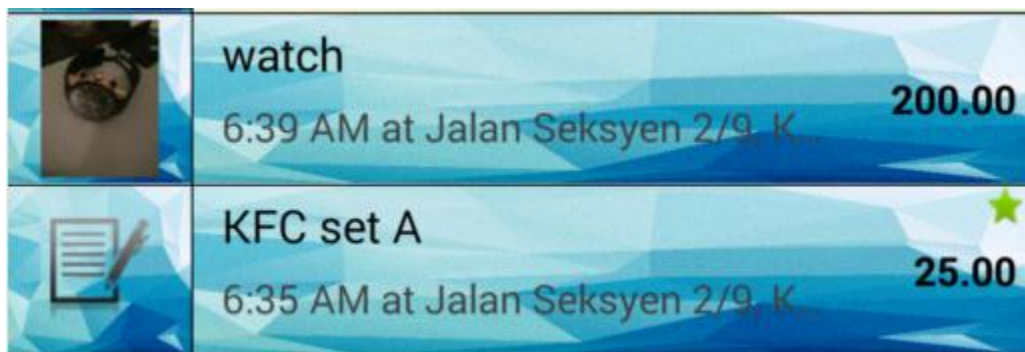 watch
200.00
6:39 AM at Jalan Seksyen 2/9, K...
KFC set A
25.00
6:35 AM at Jalan Seksyen 2/9, K...